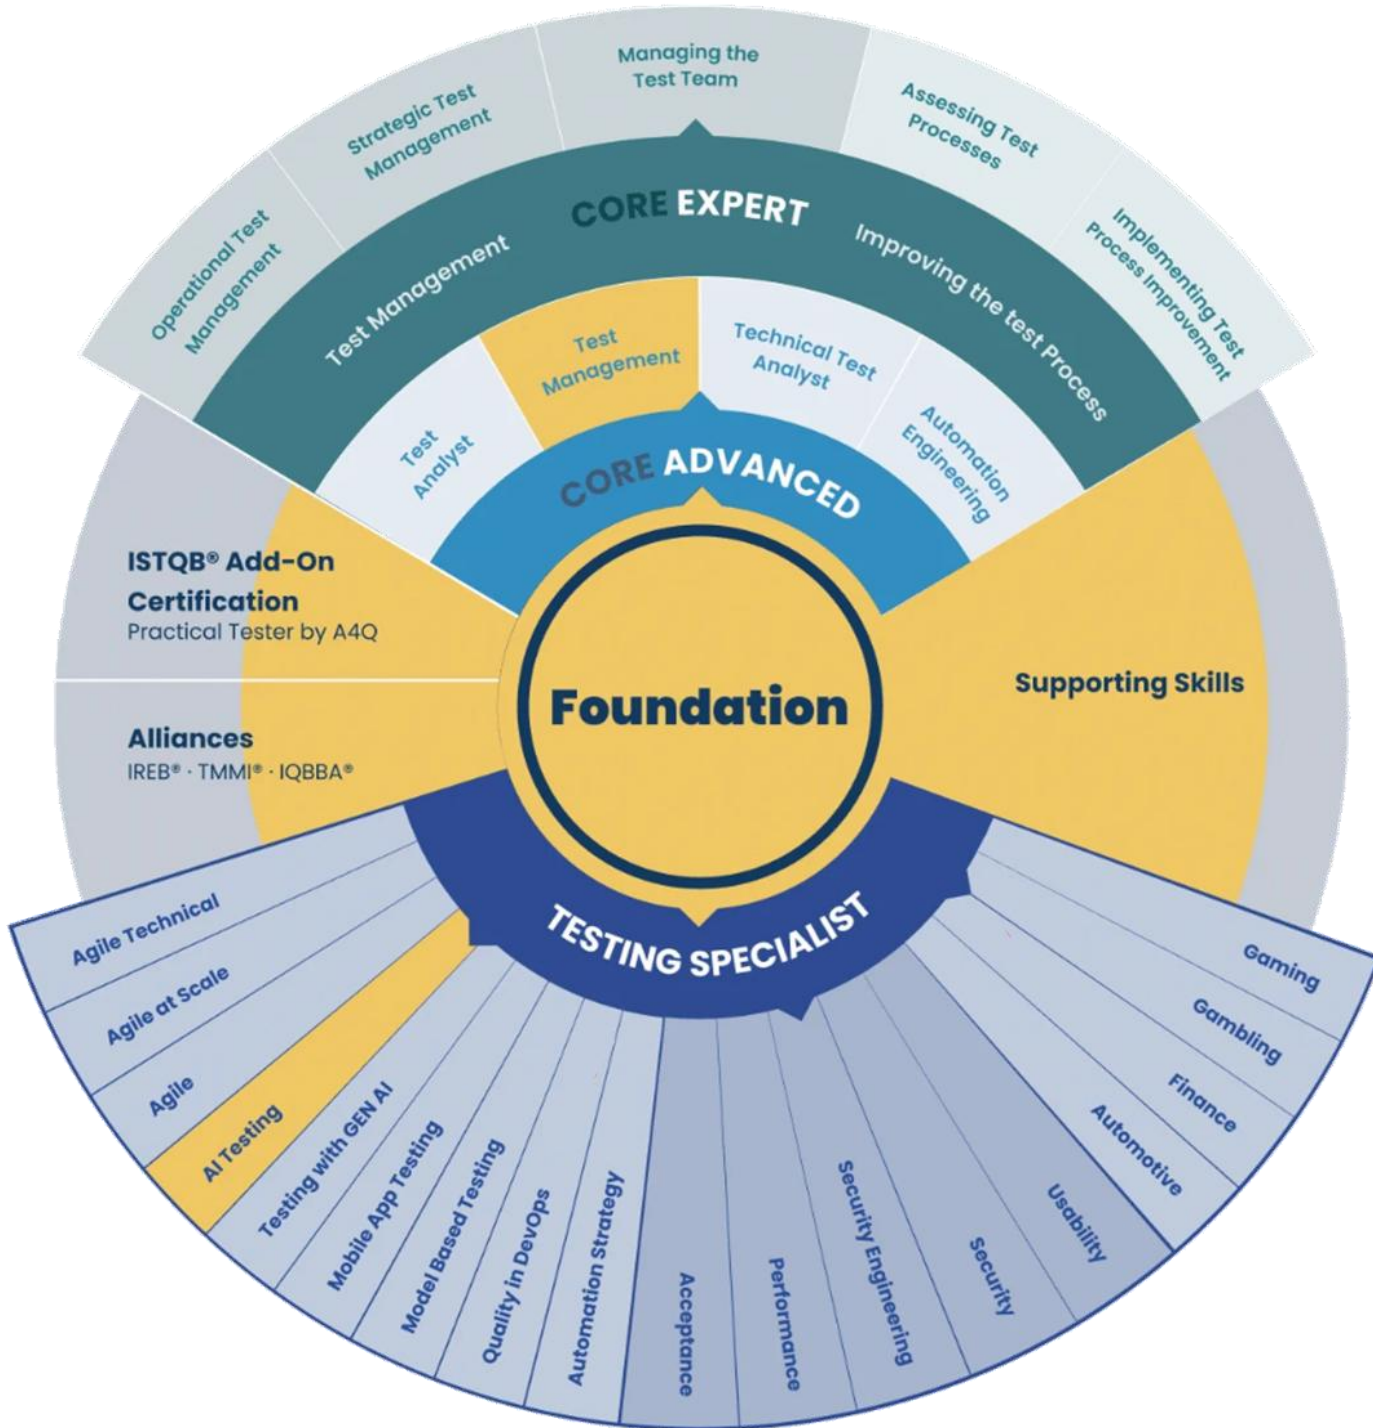 Managing the
Test Team
Strategic Test
Management
Assessing Test
Processes
Operational Test
Management
Implementing Test
Process Improvement
CORE EXPERT
Test Management
Improving the test Process
Test
Management
Technical Test
Analyst
Test
Analyst
Automation
Engineering
CORE ADVANCED
ISTQB® Add-On
Certification
Practical Tester by A4Q
Foundation
Supporting Skills
Alliances
IREB® · TMMI® · IQBBA®
TESTING SPECIALIST
Agile Technical
Agile at Scale
Agile
AI Testing
Testing with GEN AI
Mobile App Testing
Model Based Testing
Quality in DevOps
Automation Strategy
Acceptance
Performance
Security Engineering
Security
Usability
Automotive
Finance
Gambling
Gaming